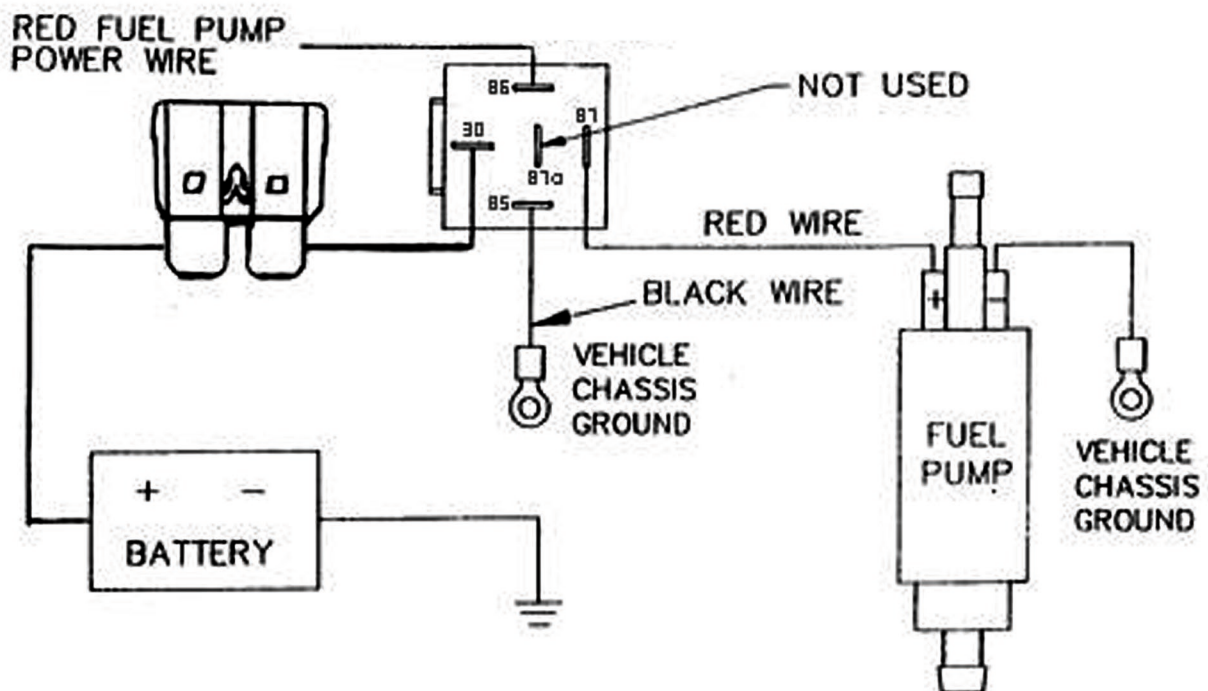 RED FUEL PUMP
POWER WIRE
NOT USED
86
30
87
87a
85
RED WIRE
BLACK WIRE
VEHICLE
CHASSIS
GROUND
+
-
FUEL
PUMP
VEHICLE
CHASSIS
GROUND
+ -
BATTERY